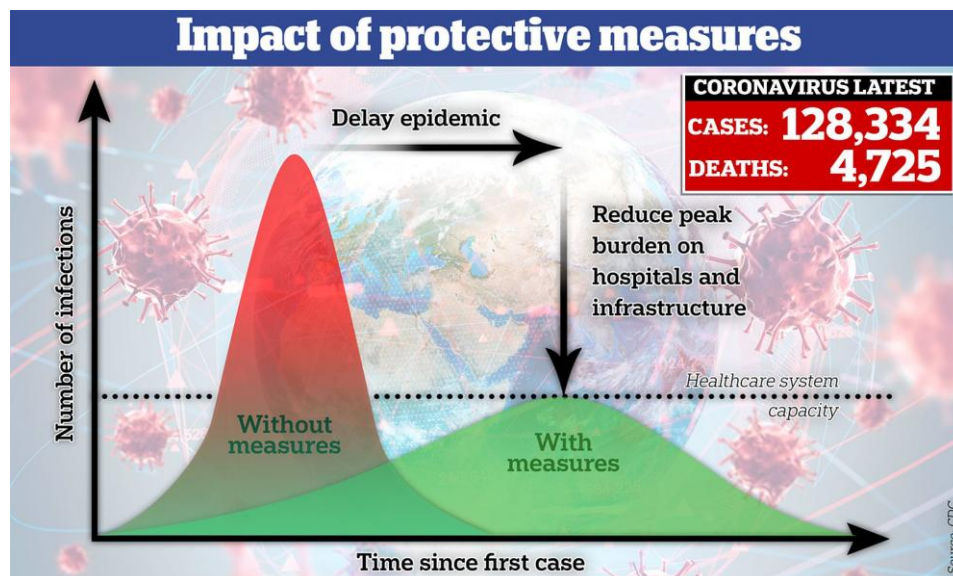 Impact of protective measures
CORONAVIRUS LATEST
CASES: 128,334
DEATHS: 4,725
Delay epidemic
Reduce peak
burden on
hospitals and
infrastructure
Number of infections
Healthcare system
capacity
Without
measures
With
measures
Time since first case
Source: CDC